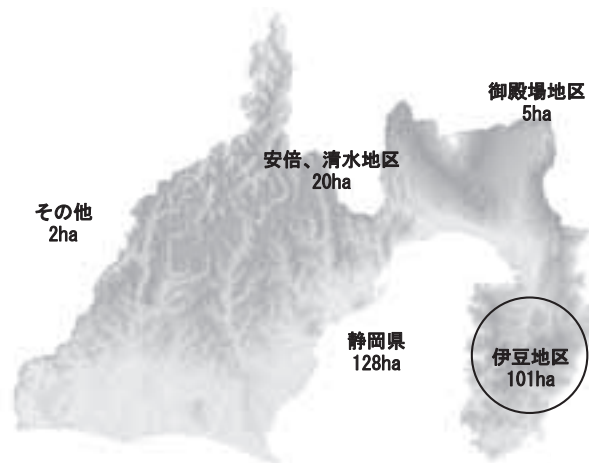 御殿場地区
5ha
安倍、清水地区
20ha
その他
2ha
静岡県
128ha
伊豆地区
101ha